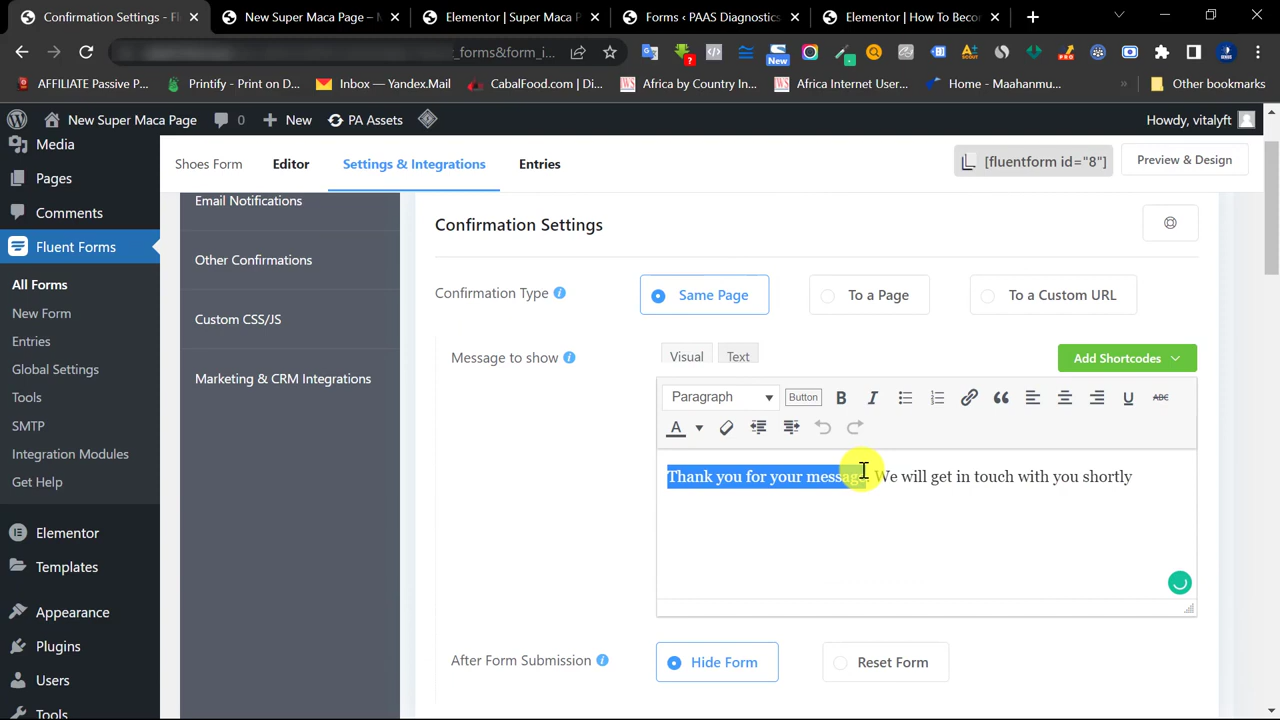 Confirmation Settings - Fl
New Super Maca Page –
Elementor | Super Maca P
Forms ‹ PAAS Diagnostics
Elementor | How To Becor
_forms&form_i...
New
PRO
AFFILIATE Passive P...
Printify - Print on D...
Inbox — Yandex.Mail
CabalFood.com | Di...
Africa by Country In...
Africa Internet User...
Home - Maahanmu...
»
Other bookmarks
New Super Maca Page
0
New
PA Assets
Howdy, vitalyft
Media
Pages
Comments
Fluent Forms
All Forms
New Form
Entries
Global Settings
Tools
SMTP
Integration Modules
Get Help
Elementor
Templates
Appearance
Plugins
Users
Tools
Shoes Form
Editor
Settings & Integrations
Entries
[fluentform id="8"]
Preview & Design
Email Notifications
Other Confirmations
Custom CSS/JS
Marketing & CRM Integrations
Confirmation Settings
Confirmation Type
Same Page
To a Page
To a Custom URL
Message to show
Visual
Text
Add Shortcodes
Paragraph
Button
B
I
U
ABC
A
Thank you for your message. We will get in touch with you shortly
After Form Submission
Hide Form
Reset Form